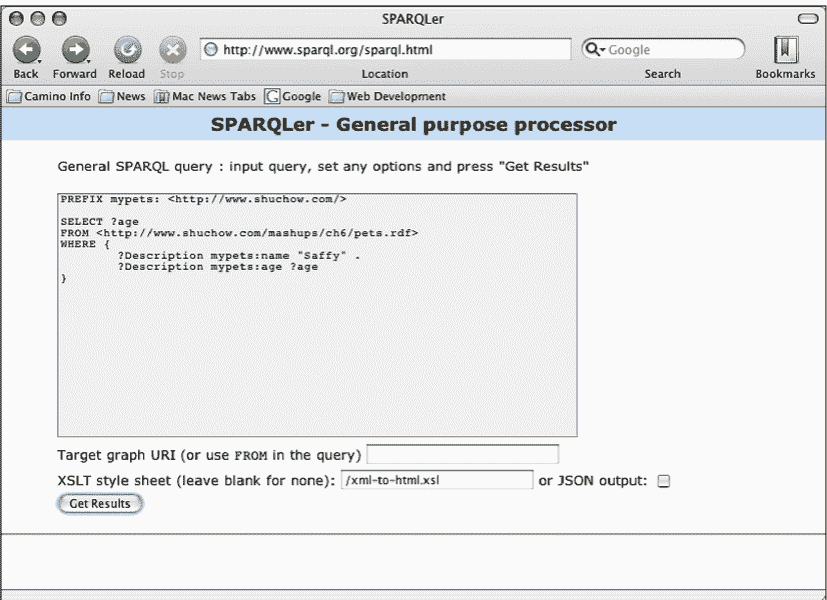 SPARQLer
http://www.sparql.org/sparql.html
Google
Back Forward Reload Stop Location Search Bookmarks
Camino Info News Mac News Tabs Google Web Development
SPARQLer - General purpose processor
General SPARQL query : input query, set any options and press "Get Results"
PREFIX mypets: <http://www.shuchow.com/>
SELECT ?age
FROM <http://www.shuchow.com/mashups/ch6/pets.rdf>
WHERE {
?Description mypets:name "Saffy" .
?Description mypets:age ?age
}
Target graph URI (or use FROM in the query)
XSLT style sheet (leave blank for none): /xml-to-html.xsl or JSON output:
Get Results